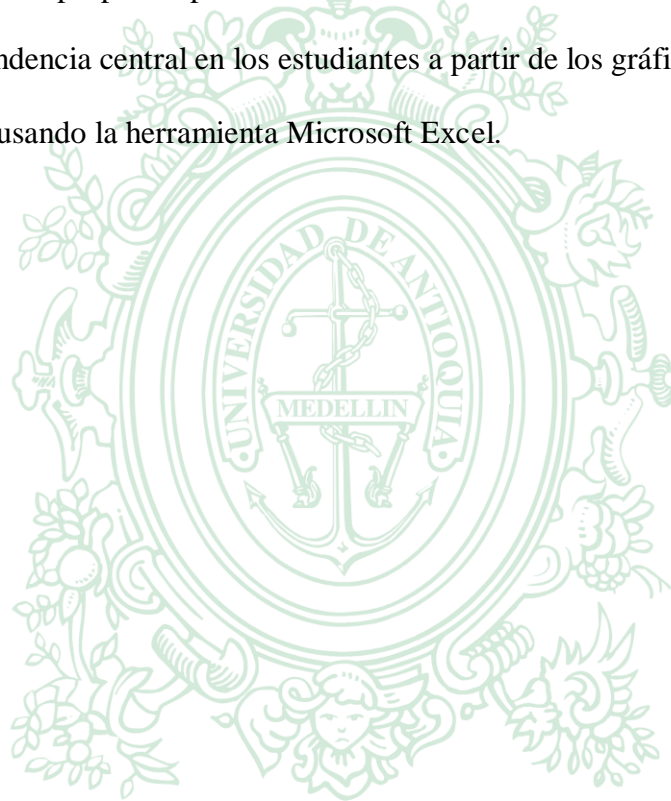 ndencia central en los estudiantes a partir de los gráfi
usando la herramienta Microsoft Excel.
UNIVERSIDAD DE ANTIOQUIA
MEDELLIN